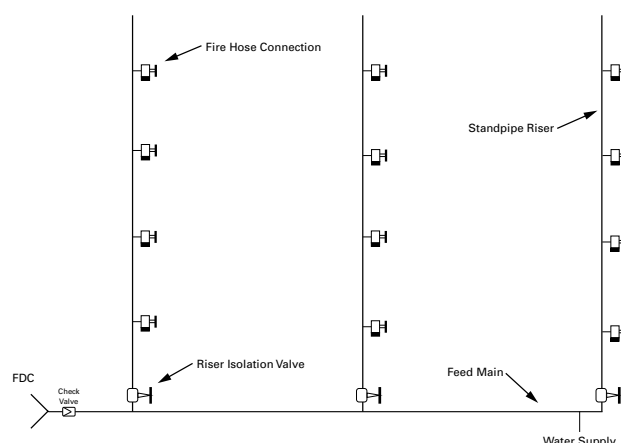 Fire Hose Connection
Standpipe Riser
Riser Isolation Valve
Feed Main
FDC
Check
Valve
Water Supply